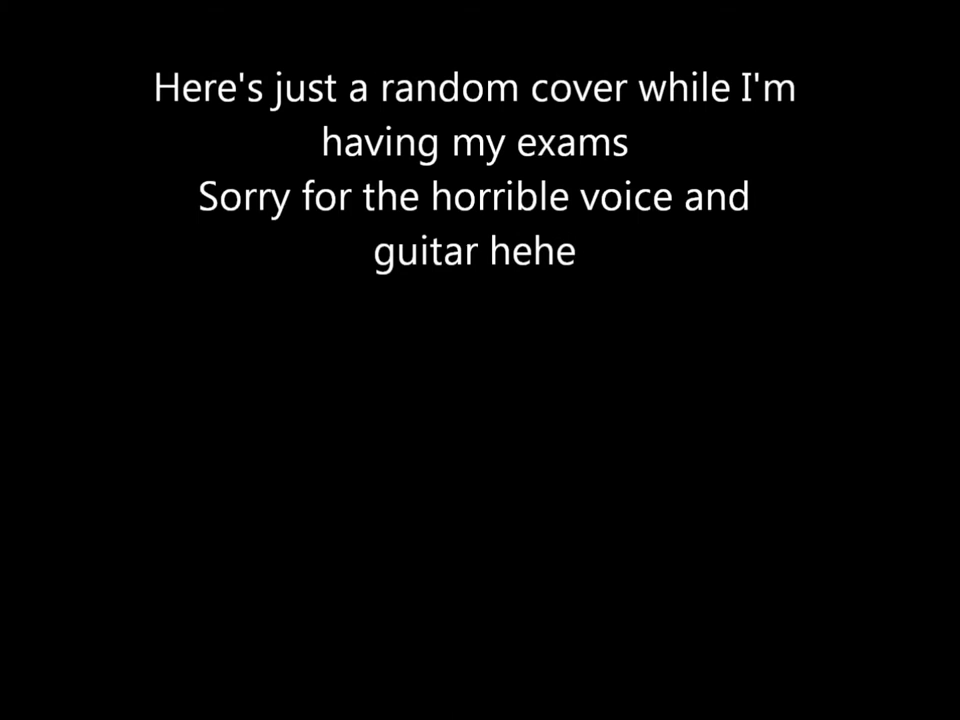 Here's just a random cover while I'm
having my exams
Sorry for the horrible voice and
guitar hehe